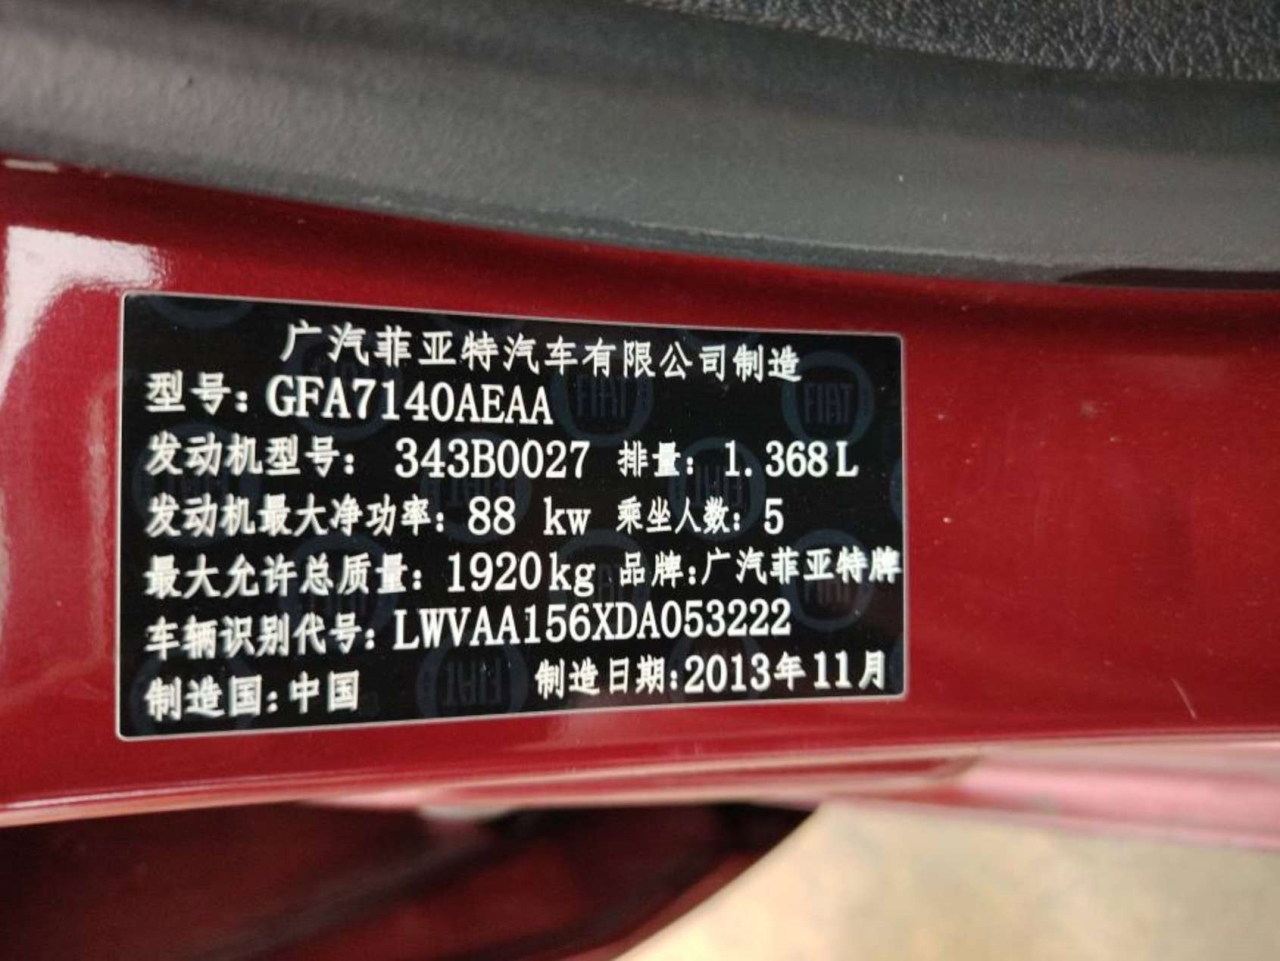 广汽菲亚特汽车有限公司制造
型号: GFA7140AEAA
发动机型号: 343B0027 排量: 1.368L
发动机最大净功率: 88 kw 乘坐人数: 5
最大允许总质量: 1920kg 品牌:广汽菲亚特牌
车辆识别代号: LWVAA156XDA053222
制造国:中国 制造日期:2013年11月